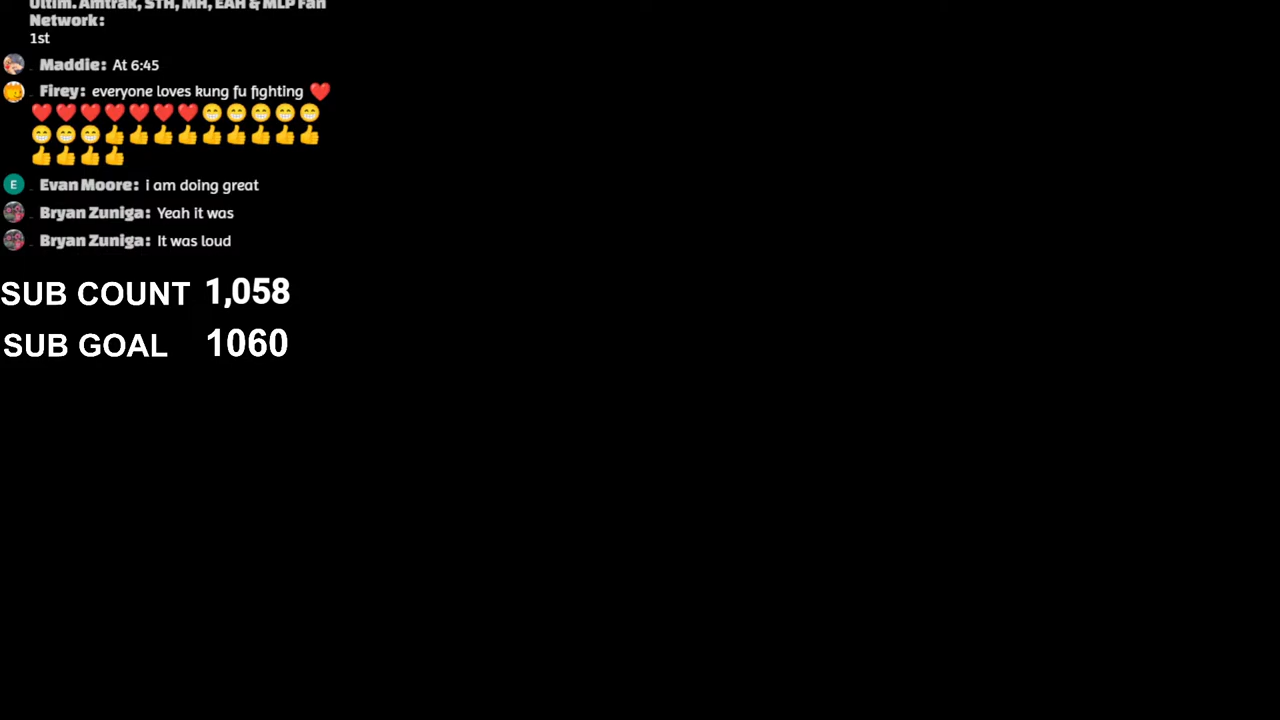 Ultim. Amtrak, STH, MH, EAH & MLP Fan
Network:
1st
Maddie: At 6:45
Firey: everyone loves kung fu fighting ❤️
❤️❤️❤️❤️❤️❤️❤️😁😁😁😁😁
😁😁😁👍👍👍👍👍👍👍👍👍
👍👍👍👍
E Evan Moore: i am doing great
Bryan Zuniga: Yeah it was
Bryan Zuniga: It was loud
SUB COUNT 1,058
SUB GOAL 1060